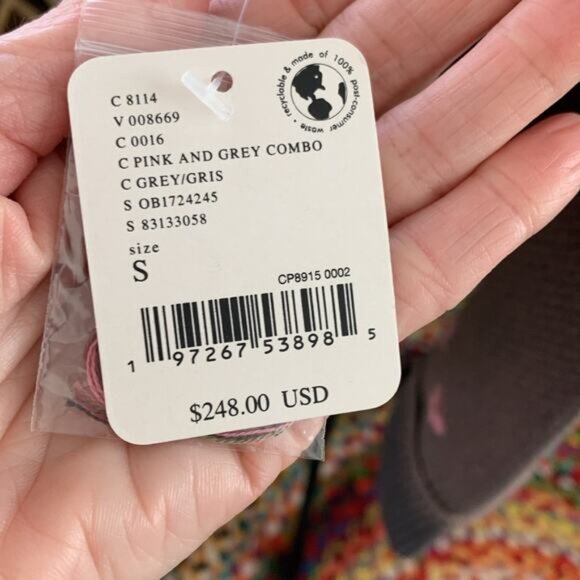 recyclable & made of 100% post-consumer waste •
C 8114
V 008669
C 0016
C PINK AND GREY COMBO
C GREY/GRIS
S OB1724245
S 83133058
size
S
CP8915 0002
1 97267 53898 5
$248.00 USD